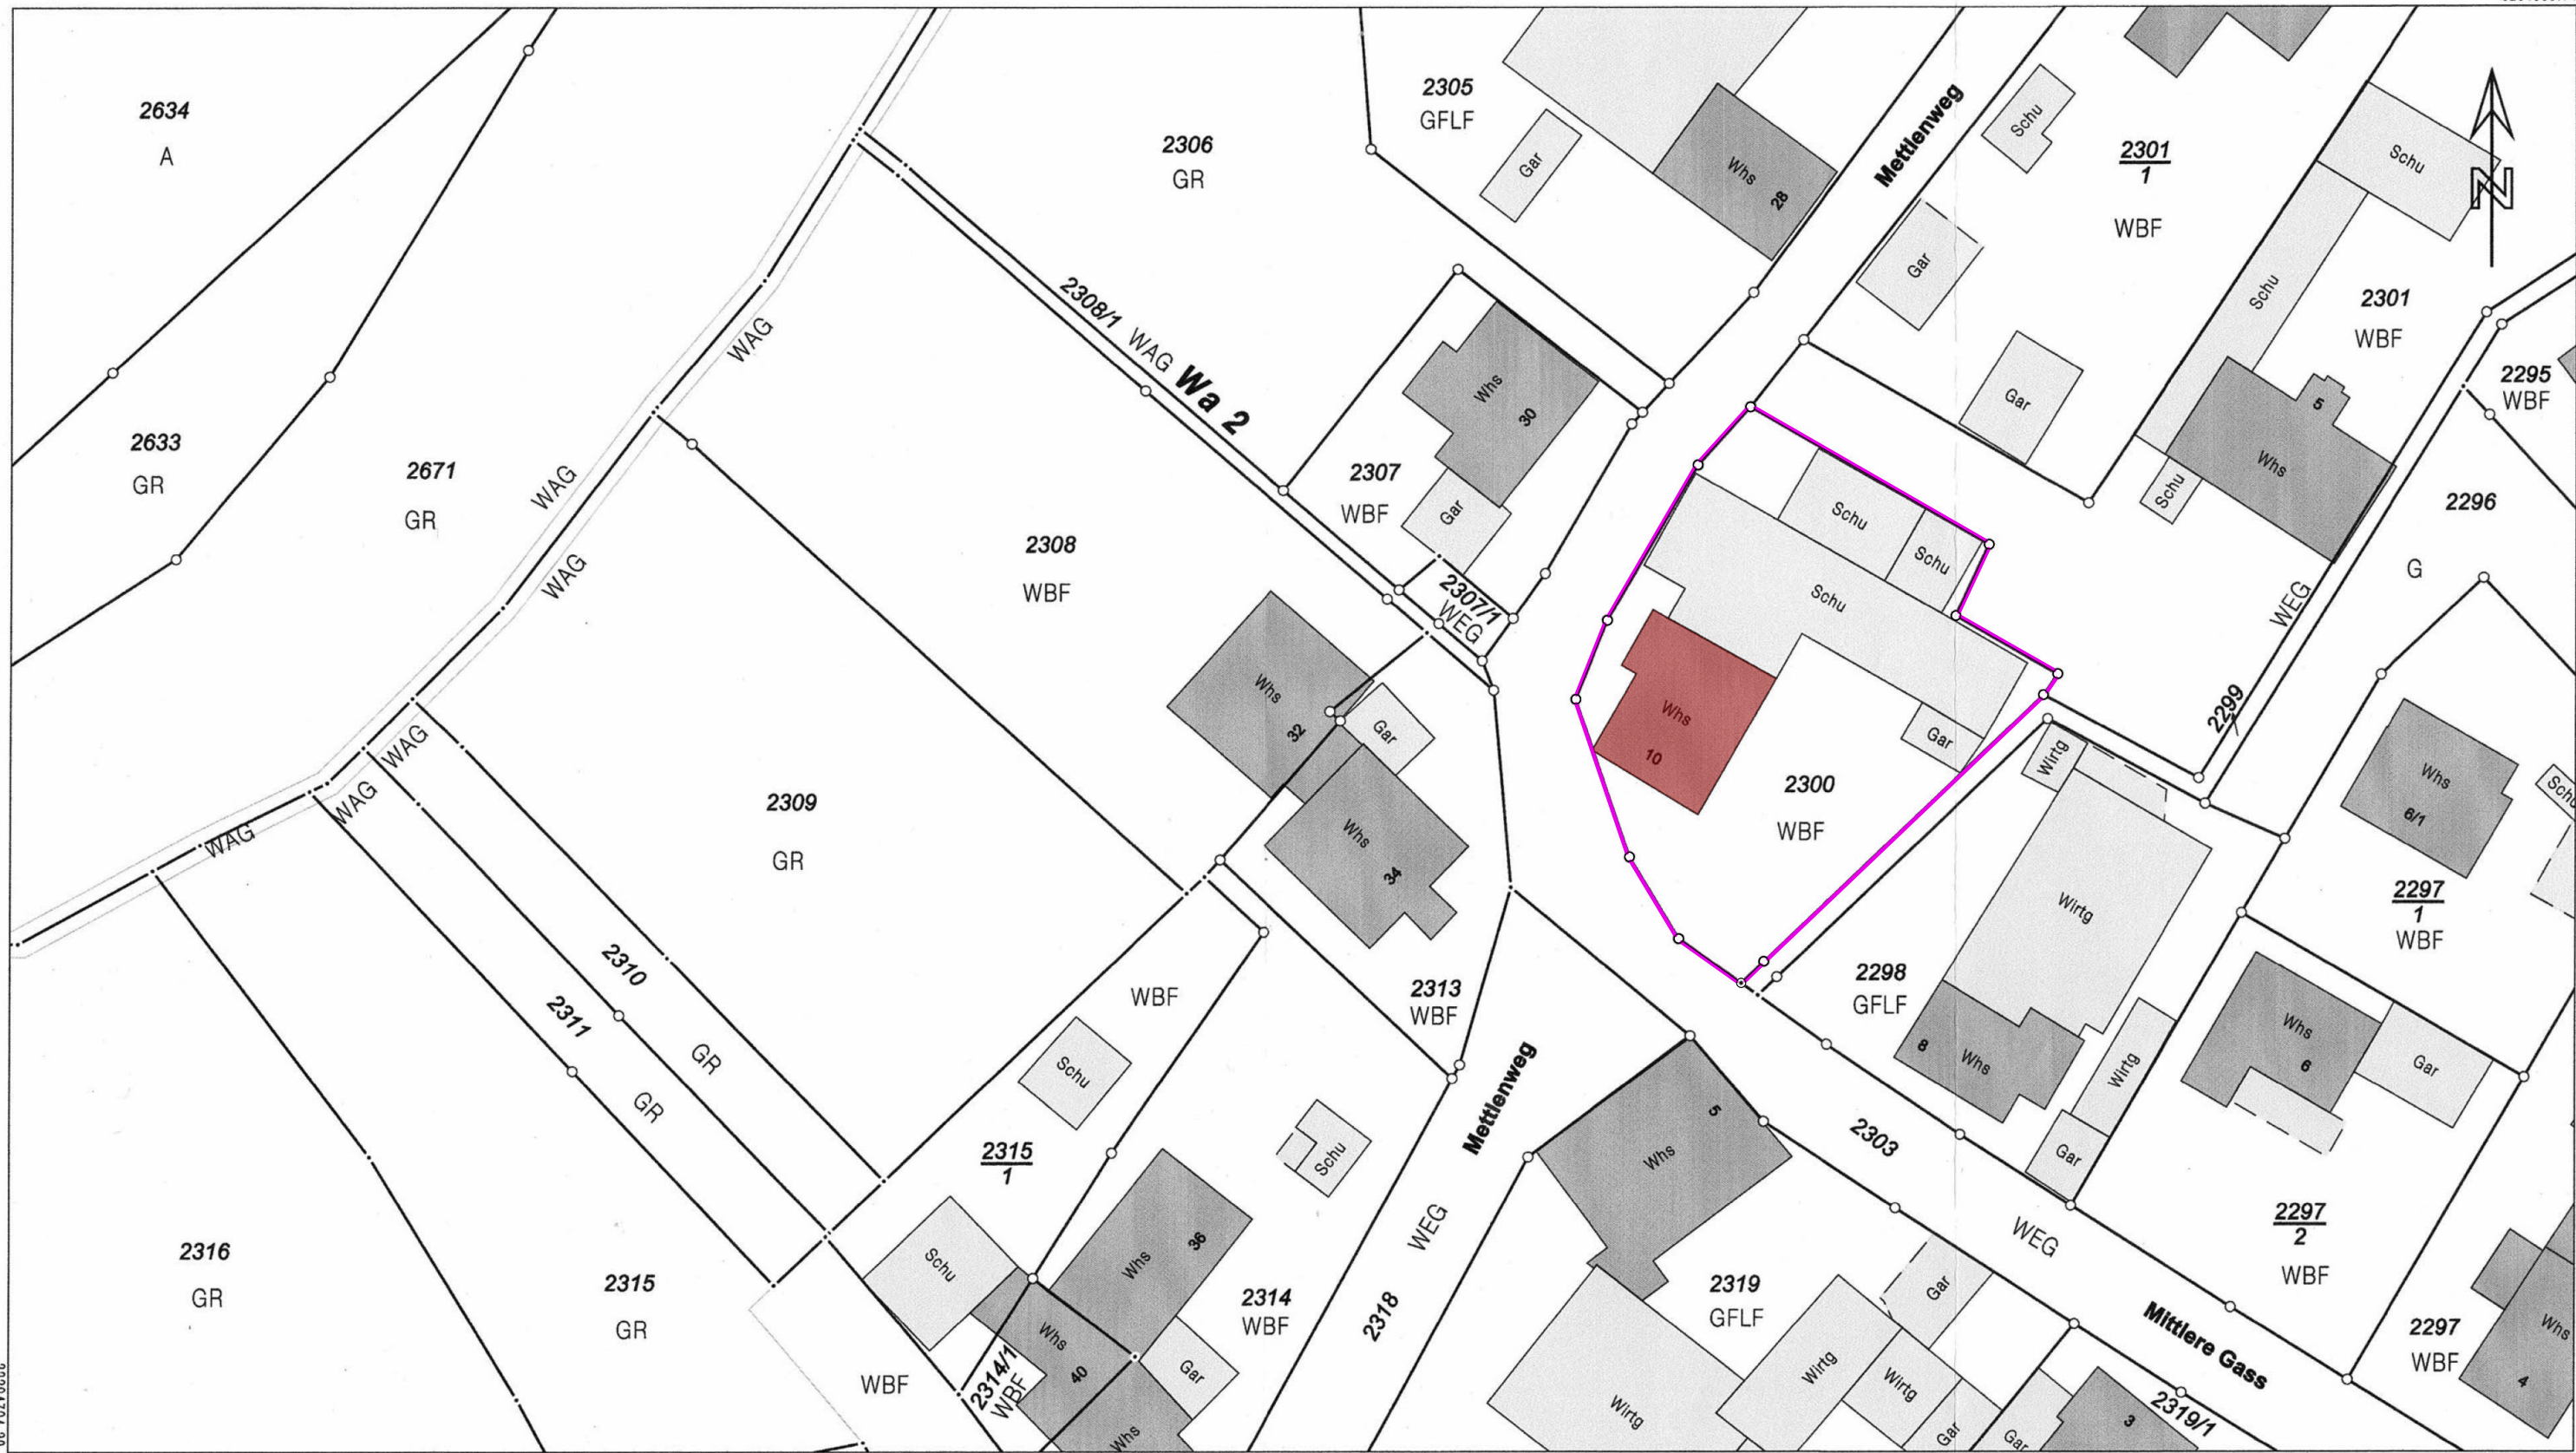 2634
A
2633
GR
2671
GR
WAG
WAG
WAG
WAG
WAG
WAG
2306
GR
2308/1 WAG Wa 2
2305
GFLF
Gar
Whs
28
Mettlenweg
Schu
2301
1
WBF
Gar
Gar
Schu
Schu
2301
WBF
5
Whs
Schu
N
2295
WBF
2296
G
WEG
2299
Whs
30
2307
WBF
Gar
2307/1
WEG
2308
WBF
Whs
32
Gar
Whs
34
2309
GR
2310
GR
2311
GR
Schu
Schu
Schu
Whs
10
Gar
2300
WBF
Wirtg
Wirtg
2298
GFLF
8
Whs
Wirtg
Gar
Whs
6/1
Schu
2297
1
WBF
Whs
6
Gar
2297
2
WBF
2297
WBF
Whs
4
WBF
2313
WBF
Schu
2315
1
Schu
Schu
Whs
36
Whs
40
2314/1
WBF
Gar
Whs
2314
WBF
WBF
2316
GR
2315
GR
Mettlenweg
WEG
2318
5
Whs
2303
WEG
Mittlere Gass
2319
GFLF
Gar
Wirtg
Wirtg
Wirtg
Gar
Gar
3
2319/1